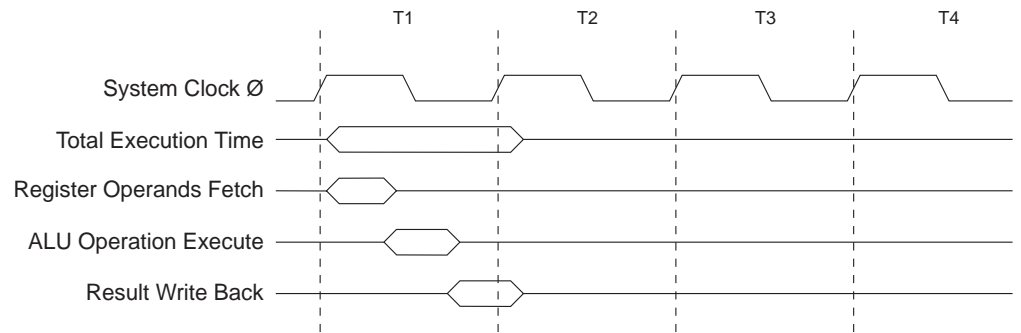 T1 T2 T3 T4
System Clock Ø
Total Execution Time
Register Operands Fetch
ALU Operation Execute
Result Write Back